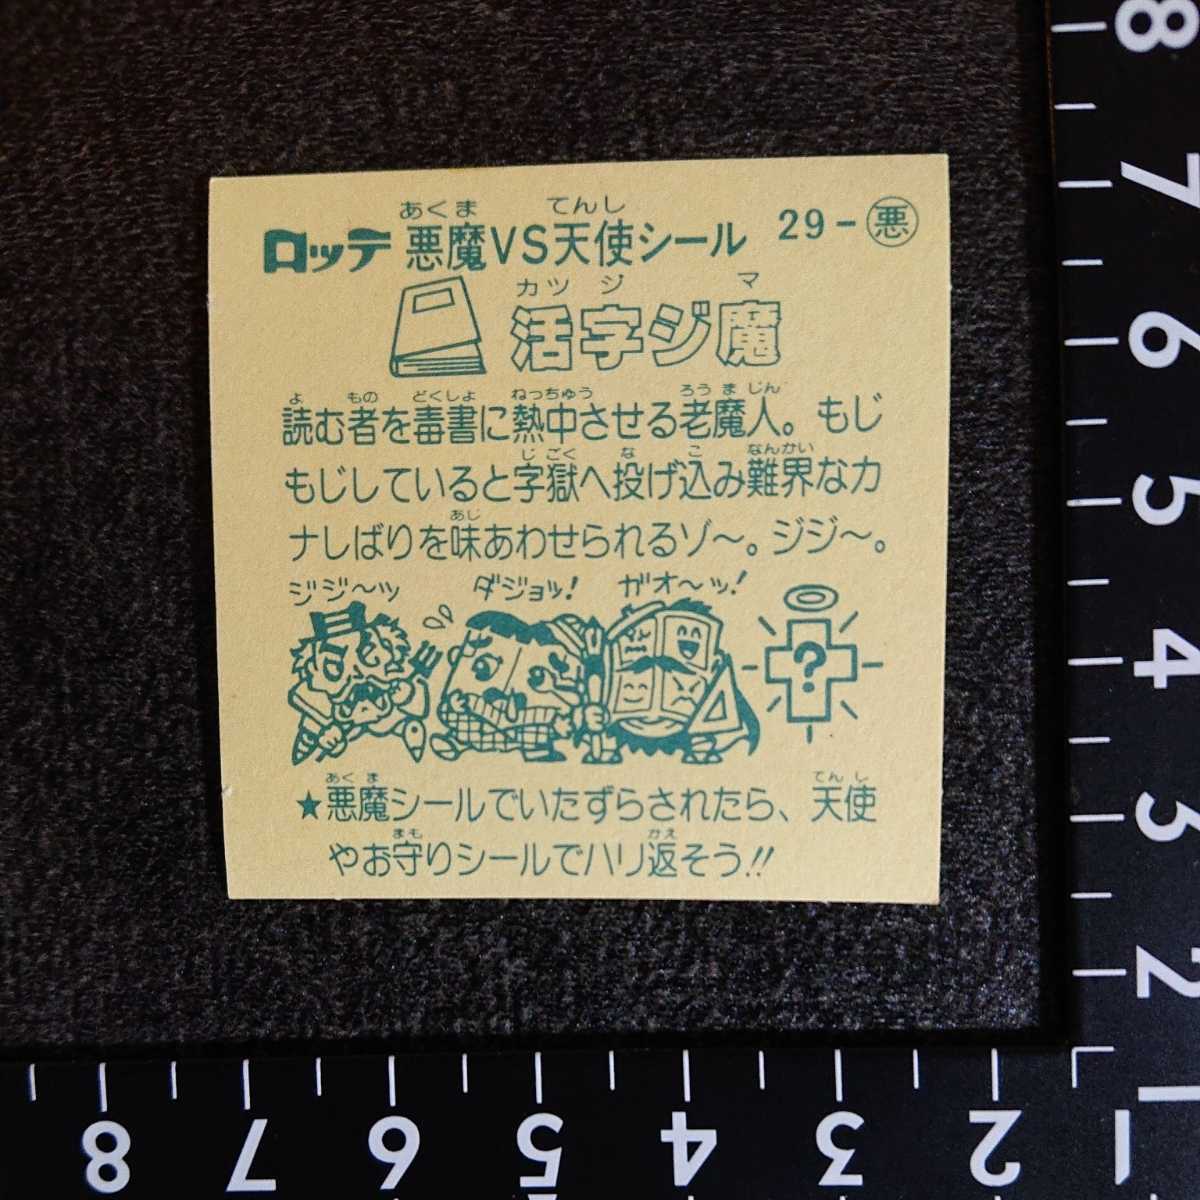 ロッテ 悪魔VS天使シール 29-悪
あくま てんし
カツジマ
活字ジ魔
よ もの どくしょ ねっちゅう ろうまじん
読む者を毒書に熱中させる老魔人。もじ
じごく な こ なんかい
もじしていると字獄へ投げ込み難界なカ
あじ
ナしばりを味あわせられるゾ〜。ジジ〜。
ジジ〜ッ ダジョッ! ガオ〜ッ!
?
あくま てんし
★悪魔シールでいたずらされたら、天使
まも かえ
やお守りシールでハリ返そう!!
8
7
6
5
4
3
2
1
8 7 6 5 4 3 2